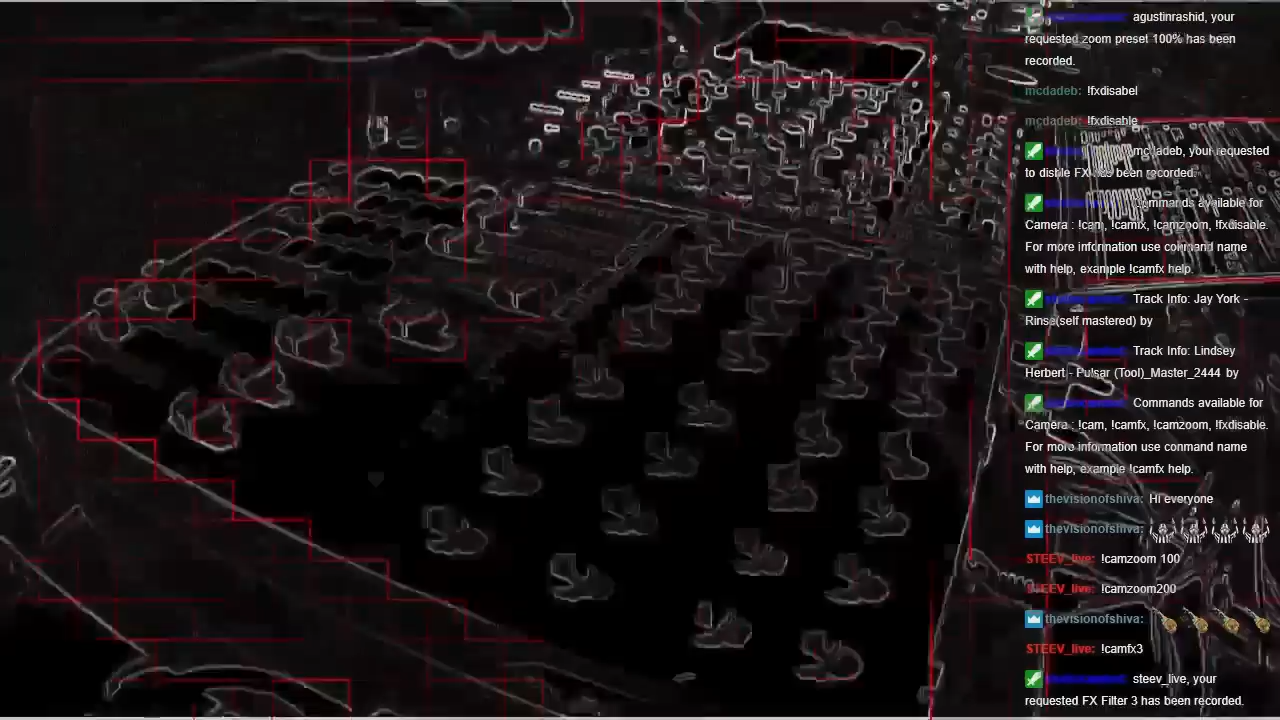 agustinrashid, your
requested zoom preset 100% has been
recorded.
mcdadeb: !fxdisabel
mcdadeb: !fxdisable
mcdadeb, your requested
to disble FX has been recorded.
Commands available for
Camera : !cam, !camfx, !camzoom, !fxdisable.
For more information use command name
with help, example !camfx help.
Track Info: Jay York -
Rinse(self mastered) by
Track Info: Lindsey
Herbert - Pulsar (Tool)_Master_2444 by
Commands available for
Camera : !cam, !camfx, !camzoom, !fxdisable.
For more information use command name
with help, example !camfx help.
thevisionofshiva: Hi everyone
thevisionofshiva:
STEEV_live: !camzoom 100
STEEV_live: !camzoom200
thevisionofshiva:
STEEV_live: !camfx3
steev_live, your
requested FX Filter 3 has been recorded.